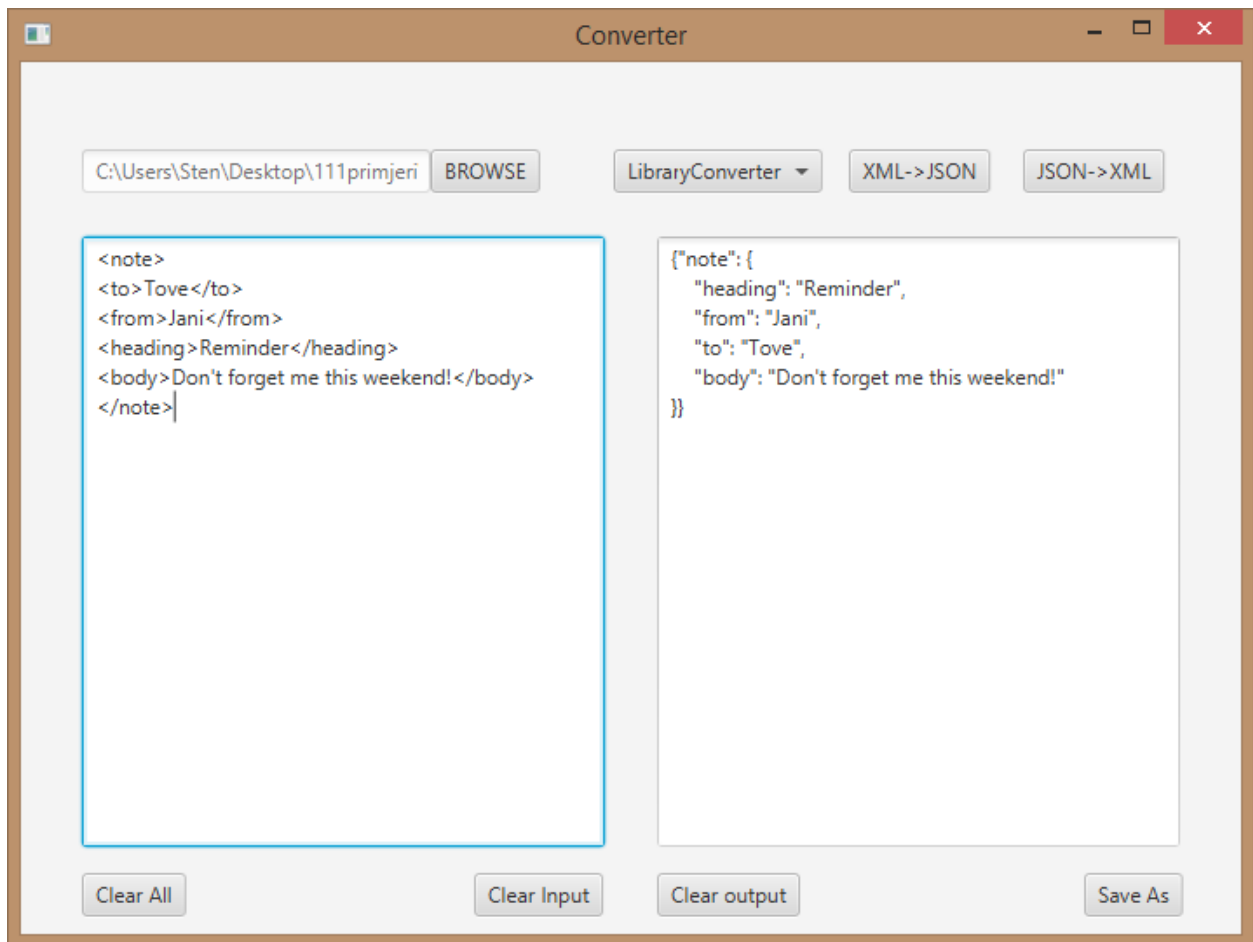 Converter
C:\Users\Sten\Desktop\111primjeri BROWSE LibraryConverter XML->JSON JSON->XML
<note>
<to>Tove</to>
<from>Jani</from>
<heading>Reminder</heading>
<body>Don't forget me this weekend!</body>
</note>
{"note": {
    "heading": "Reminder",
    "from": "Jani",
    "to": "Tove",
    "body": "Don't forget me this weekend!"
}}
Clear All Clear Input Clear output Save As